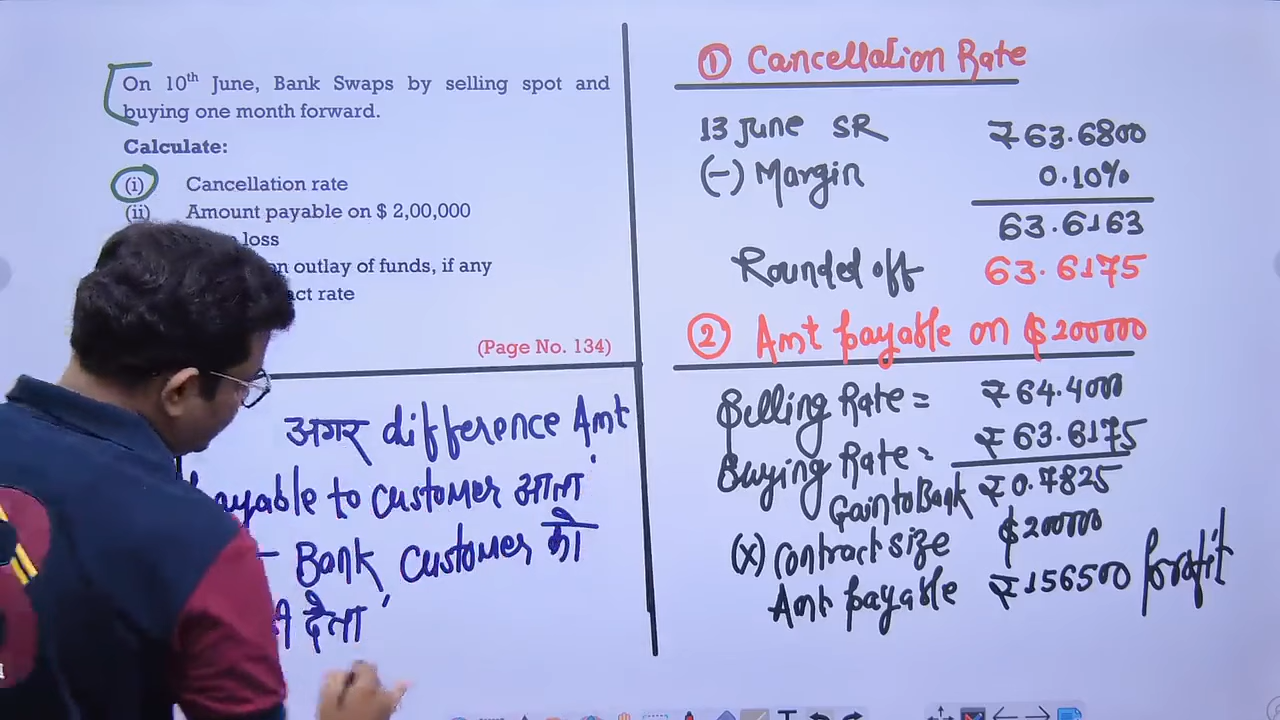 On 10th June, Bank Swaps by selling spot and
buying one month forward.
Calculate:
(i) Cancellation rate
(ii) Amount payable on $ 2,00,000
loss
on outlay of funds, if any
act rate
(Page No. 134)
अगर difference Amt
payable to customer आता
- Bank customer को
देता
① Cancellation Rate
13 June SR ₹63.6800
(-) Margin 0.10%
63.6163
Rounded off 63.6175
② Amt payable on $200000
Selling Rate = ₹64.4000
Buying Rate = ₹63.6175
Gain to Bank ₹0.7825
(x) Contract size $200000
Amt payable ₹156500 profit